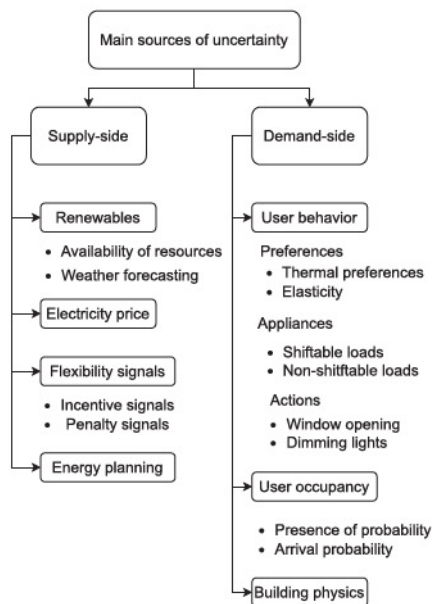 Main sources of uncertainty
Supply-side
Renewables
• Availability of resources
• Weather forecasting
Electricity price
Flexibility signals
• Incentive signals
• Penalty signals
Energy planning
Demand-side
User behavior
Preferences
• Thermal preferences
• Elasticity
Appliances
• Shiftable loads
• Non-shitftable loads
Actions
• Window opening
• Dimming lights
User occupancy
• Presence of probability
• Arrival probability
Building physics